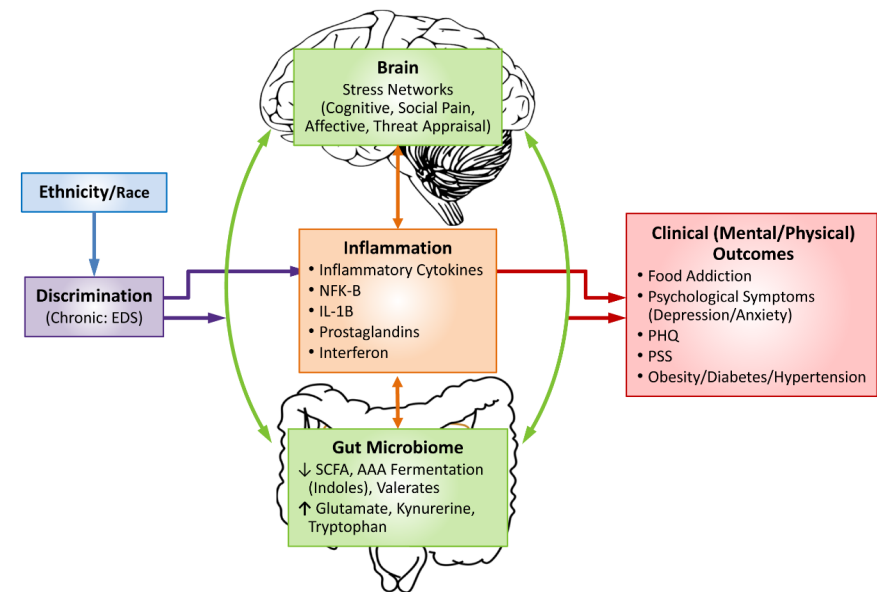 Brain
Stress Networks
(Cognitive, Social Pain,
Affective, Threat Appraisal)
Ethnicity/Race
Discrimination
(Chronic: EDS)
Inflammation
• Inflammatory Cytokines
• NFK-B
• IL-1B
• Prostaglandins
• Interferon
Clinical (Mental/Physical)
Outcomes
• Food Addiction
• Psychological Symptoms
(Depression/Anxiety)
• PHQ
• PSS
• Obesity/Diabetes/Hypertension
Gut Microbiome
↓ SCFA, AAA Fermentation
(Indoles), Valerates
↑ Glutamate, Kynurerine,
Tryptophan